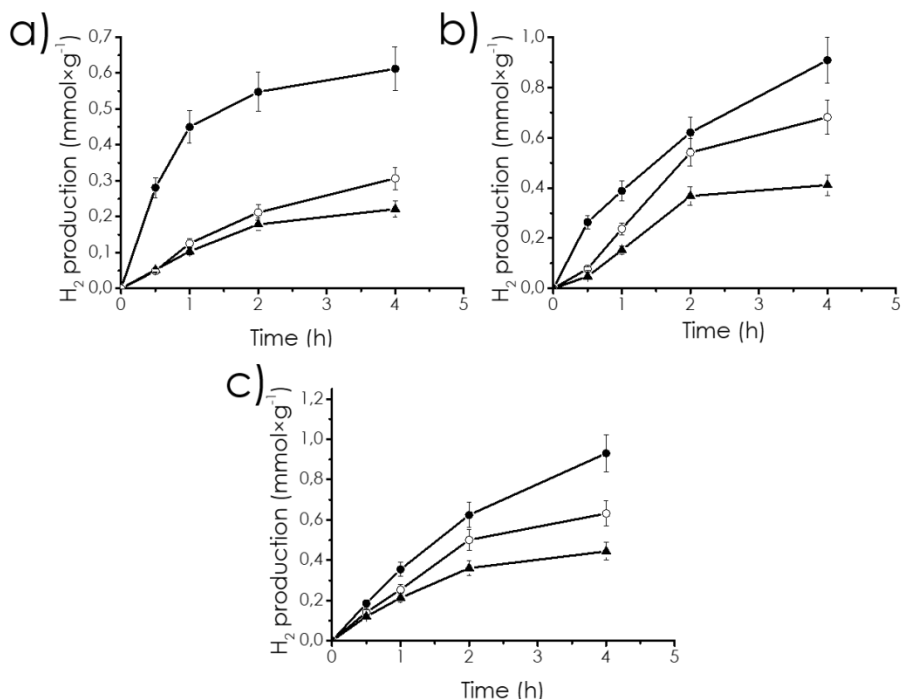 a)
H₂ production (mmol×g⁻¹)
0,7
0,6
0,5
0,4
0,3
0,2
0,1
0,0
0 1 2 3 4 5
Time (h)
b)
H₂ production (mmol×g⁻¹)
1,0
0,8
0,6
0,4
0,2
0,0
0 1 2 3 4 5
Time (h)
c)
H₂ production (mmol×g⁻¹)
1,2
1,0
0,8
0,6
0,4
0,2
0,0
0 1 2 3 4 5
Time (h)